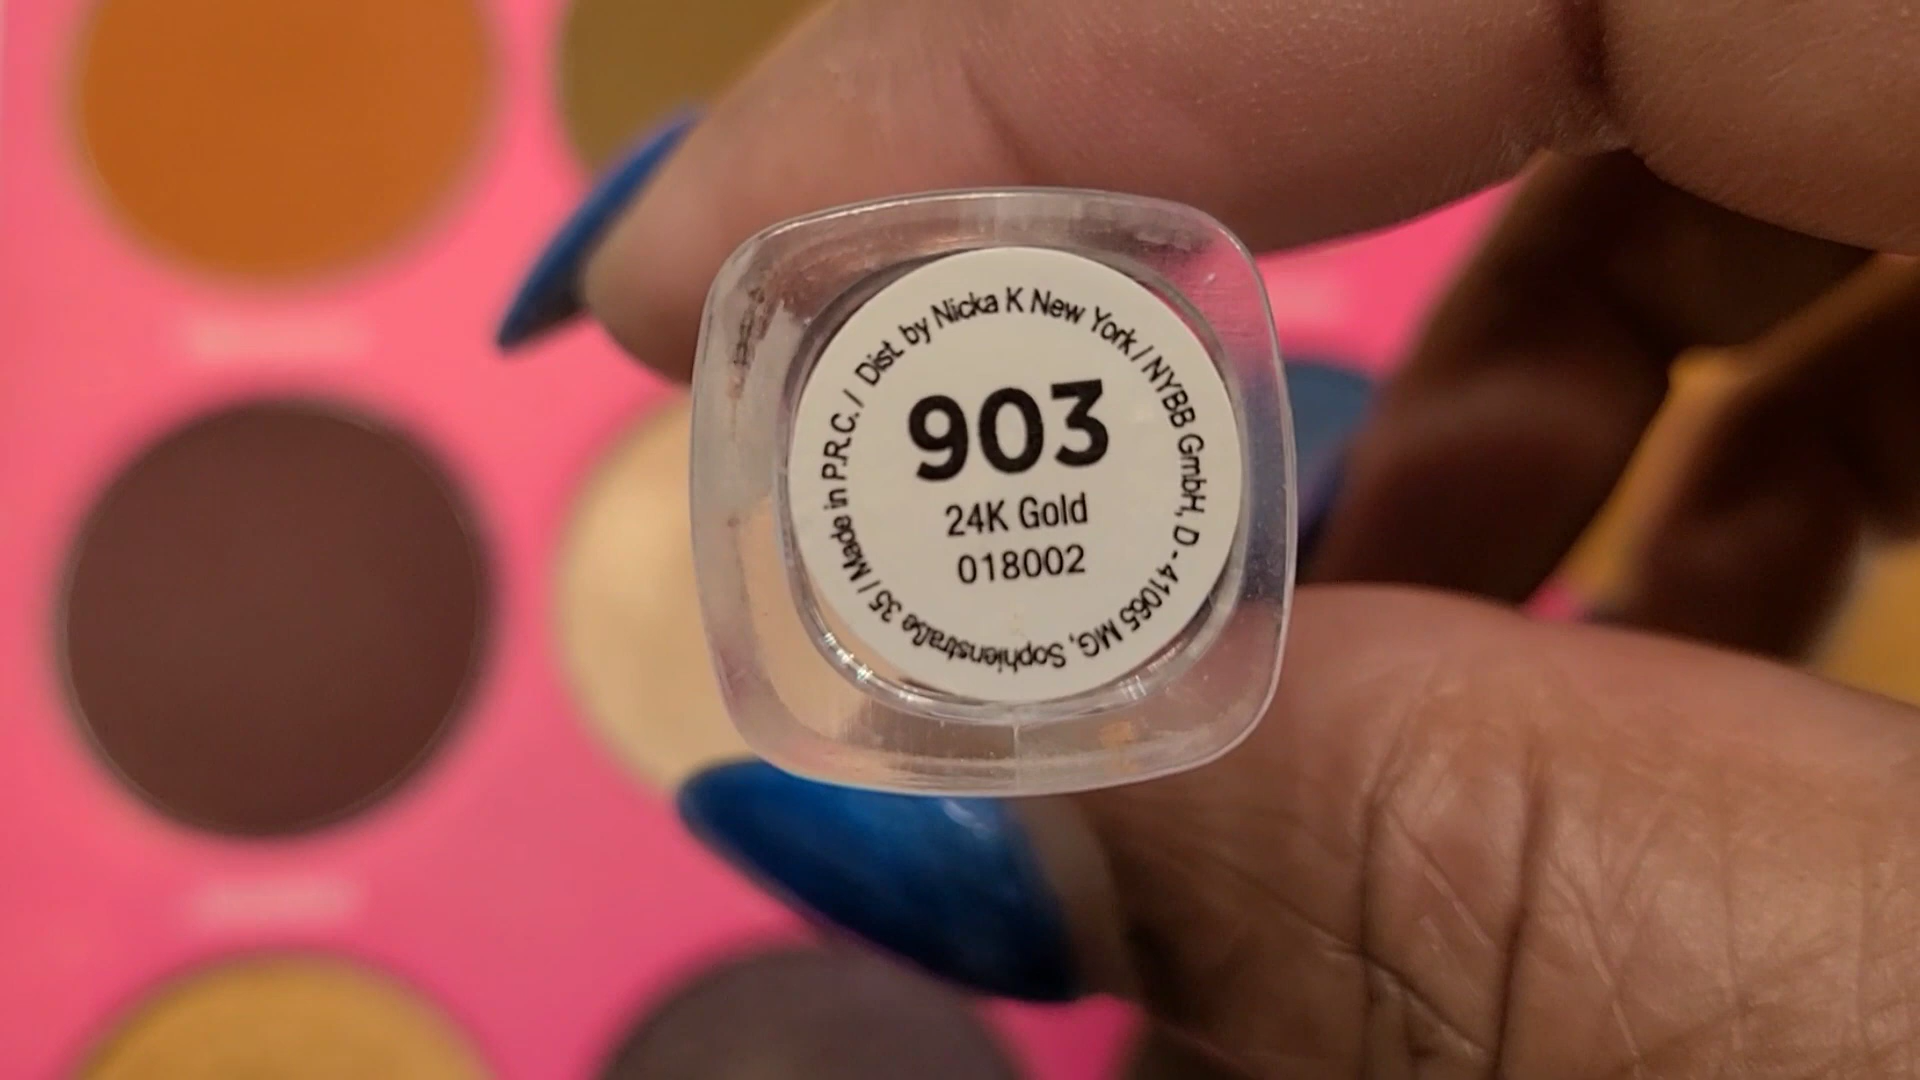 Made in P.R.C. / Dist. by Nicka K New York / NYBB GmbH, D - 41065 MG, Sophienstraße 35 /
903
24K Gold
018002